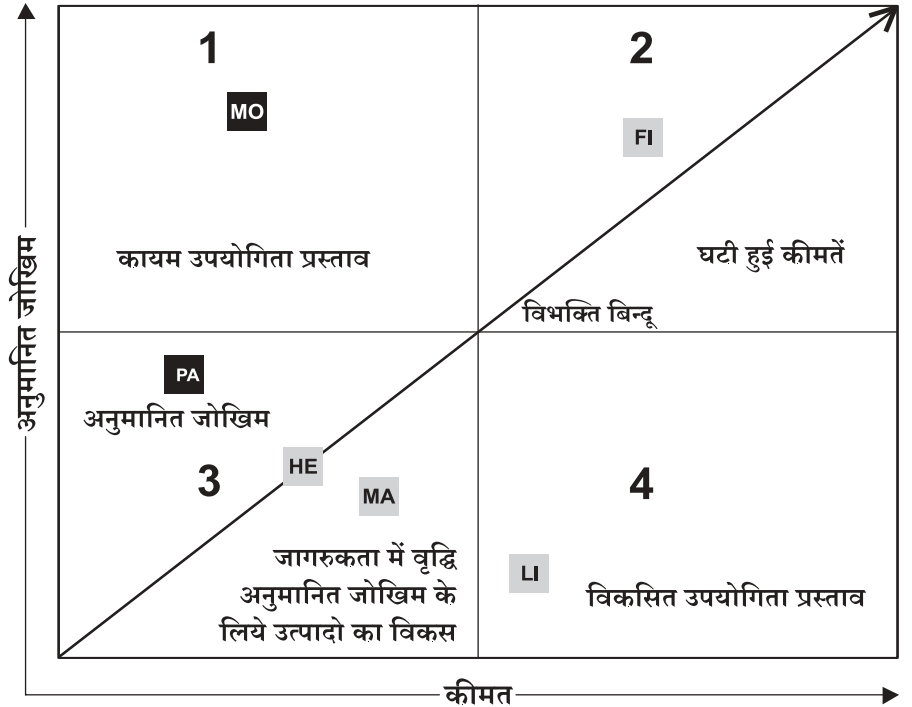 1
2
MO
FI
कायम उपयोगिता प्रस्ताव
घटी हुई कीमतें
विभक्ति बिन्दू
अनुमानित जोखिम
PA
अनुमानित जोखिम
HE
3
MA
4
जागरुकता में वृद्धि
अनुमानित जोखिम के
लिये उत्पादो का विकस
LI
विकसित उपयोगिता प्रस्ताव
कीमत